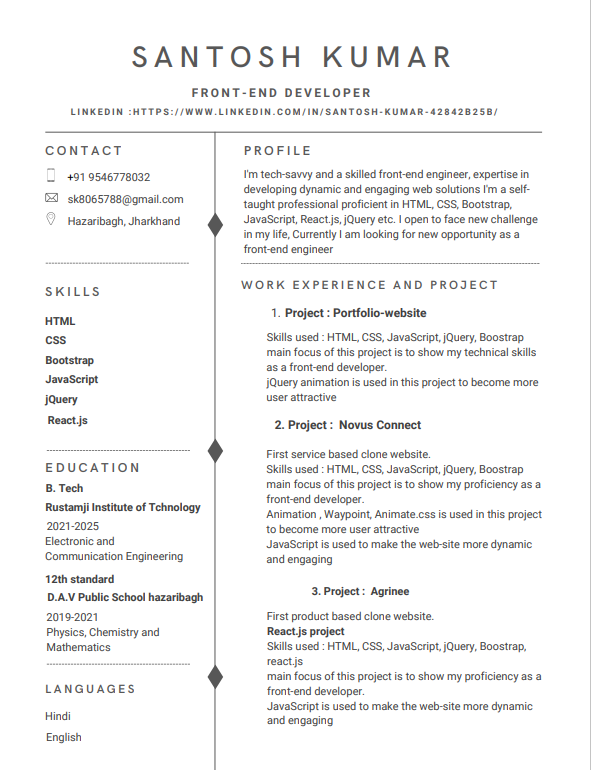 SANTOSH KUMAR
FRONT-END DEVELOPER
LINKEDIN :HTTPS://WWW.LINKEDIN.COM/IN/SANTOSH-KUMAR-42842B25B/
CONTACT
+91 9546778032
sk8065788@gmail.com
Hazaribagh, Jharkhand
SKILLS
HTML
CSS
Bootstrap
JavaScript
jQuery
React.js
EDUCATION
B. Tech
Rustamji Institute of Tchnology
2021-2025
Electronic and
Communication Engineering
12th standard
D.A.V Public School hazaribagh
2019-2021
Physics, Chemistry and
Mathematics
LANGUAGES
Hindi
English
PROFILE
I'm tech-savvy and a skilled front-end engineer, expertise in
developing dynamic and engaging web solutions I'm a self-
taught professional proficient in HTML, CSS, Bootstrap,
JavaScript, React.js, jQuery etc. I open to face new challenge
in my life, Currently I am looking for new opportunity as a
front-end engineer
WORK EXPERIENCE AND PROJECT
1. Project : Portfolio-website
Skills used : HTML, CSS, JavaScript, jQuery, Boostrap
main focus of this project is to show my technical skills
as a front-end developer.
jQuery animation is used in this project to become more
user attractive
2. Project : Novus Connect
First service based clone website.
Skills used : HTML, CSS, JavaScript, jQuery, Boostrap
main focus of this project is to show my proficiency as a
front-end developer.
Animation , Waypoint, Animate.css is used in this project
to become more user attractive
JavaScript is used to make the web-site more dynamic
and engaging
3. Project : Agrinee
First product based clone website.
React.js project
Skills used : HTML, CSS, JavaScript, jQuery, Boostrap,
react.js
main focus of this project is to show my proficiency as a
front-end developer.
JavaScript is used to make the web-site more dynamic
and engaging